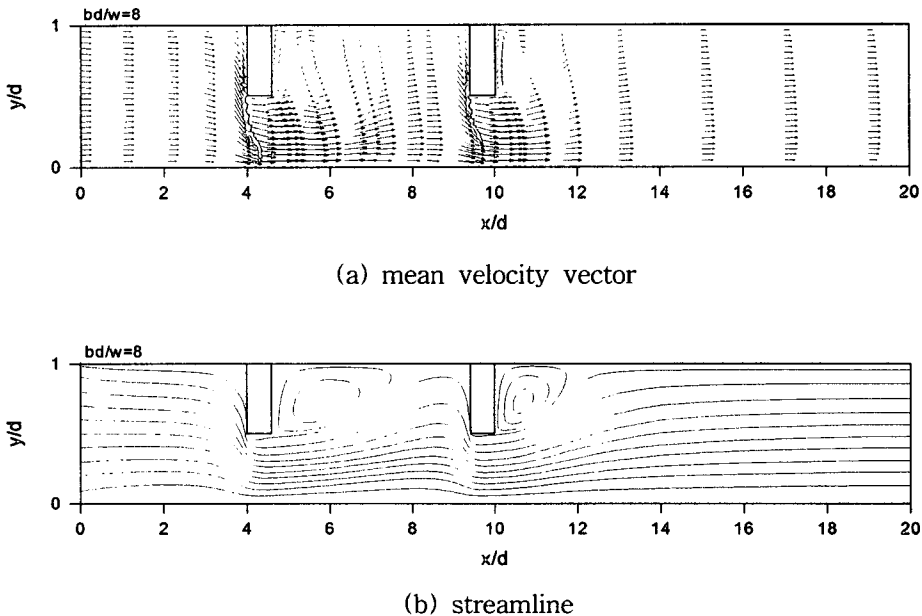 bd/w=8
1
y/d
0
0 2 4 6 8 10 12 14 16 18 20
x/d
(a) mean velocity vector
bd/w=8
1
y/d
0
0 2 4 6 8 10 12 14 16 18 20
x/d
(b) streamline